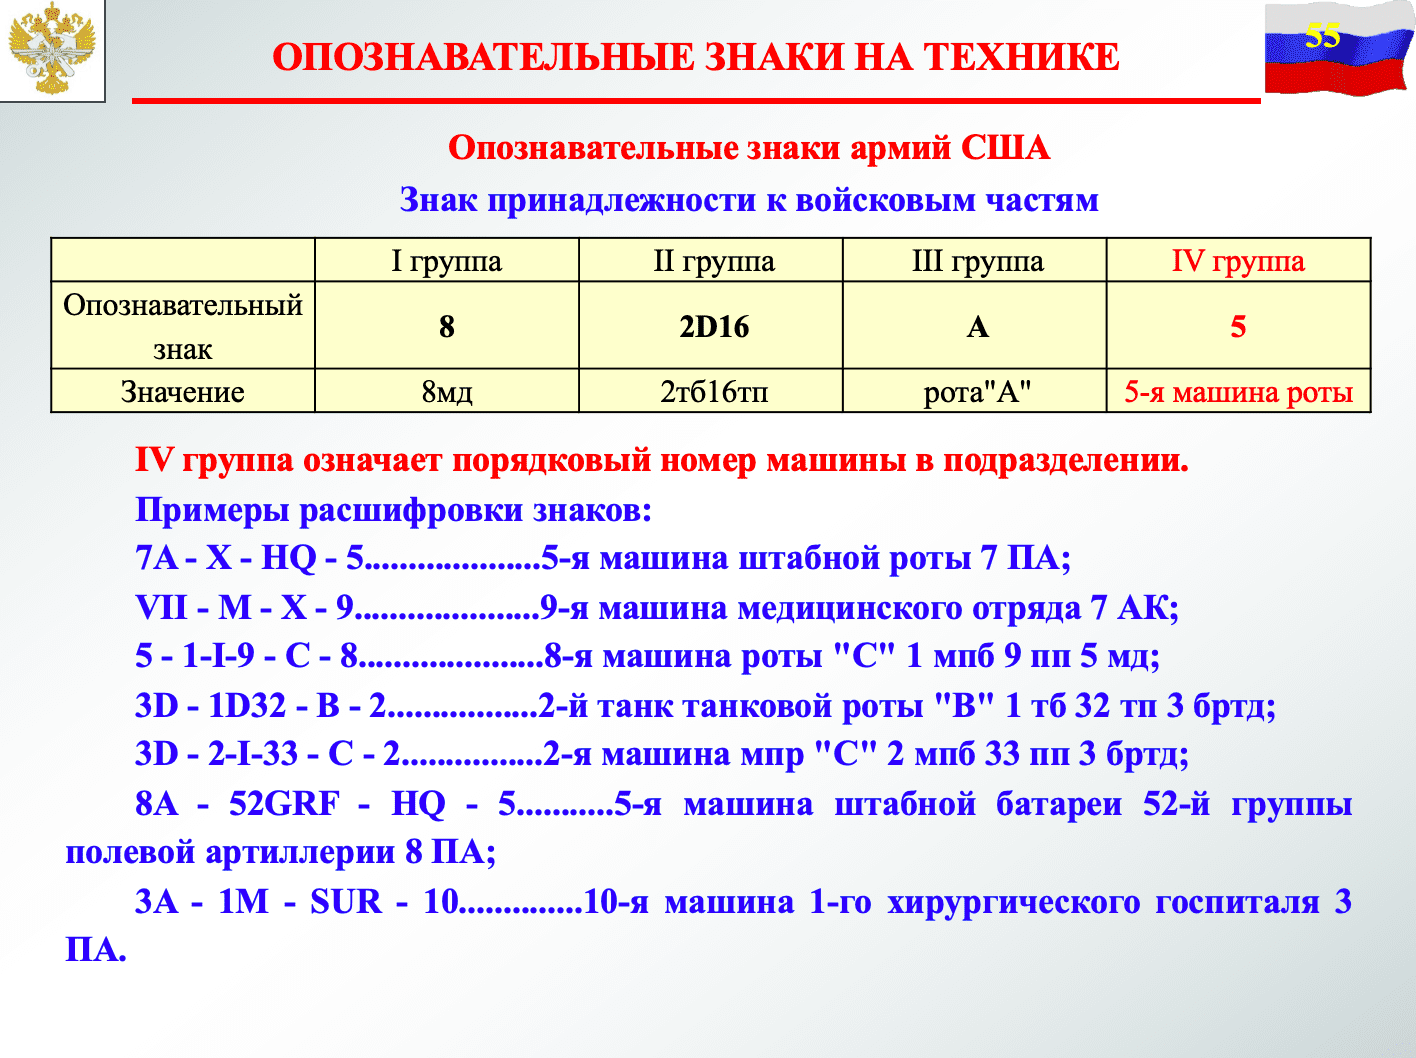 55
ОПОЗНАВАТЕЛЬНЫЕ ЗНАКИ НА ТЕХНИКЕ
Опознавательные знаки армий США
Знак принадлежности к войсковым частям
I группа II группа III группа IV группа
Опознавательный знак 8 2D16 A 5
Значение 8мд 2тб16тп рота"А" 5-я машина роты
IV группа означает порядковый номер машины в подразделении.
Примеры расшифровки знаков:
7A - X - HQ - 5....................5-я машина штабной роты 7 ПА;
VII - M - X - 9.....................9-я машина медицинского отряда 7 АК;
5 - 1-I-9 - C - 8.....................8-я машина роты "С" 1 мпб 9 пп 5 мд;
3D - 1D32 - B - 2.................2-й танк танковой роты "В" 1 тб 32 тп 3 бртд;
3D - 2-I-33 - C - 2................2-я машина мпр "С" 2 мпб 33 пп 3 бртд;
8A - 52GRF - HQ - 5...........5-я машина штабной батареи 52-й группы
полевой артиллерии 8 ПА;
3A - 1M - SUR - 10..............10-я машина 1-го хирургического госпиталя 3
ПА.